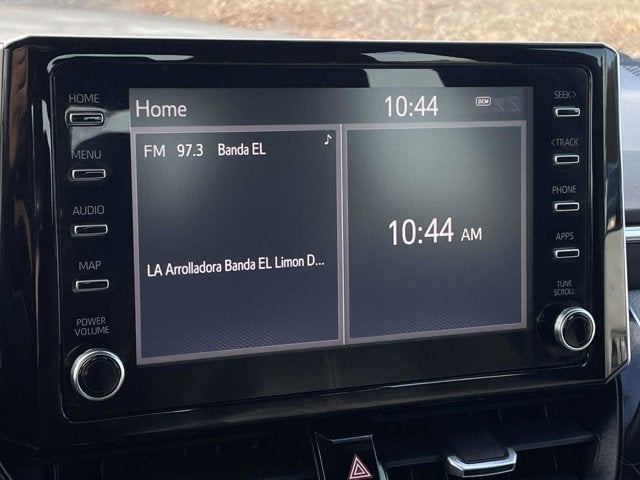 HOME
MENU
AUDIO
MAP
POWER
VOLUME
Home 10:44 DCM
FM 97.3 Banda EL
LA Arrolladora Banda EL Limon D...
10:44 AM
SEEK >
< TRACK
PHONE
APPS
TUNE
SCROLL